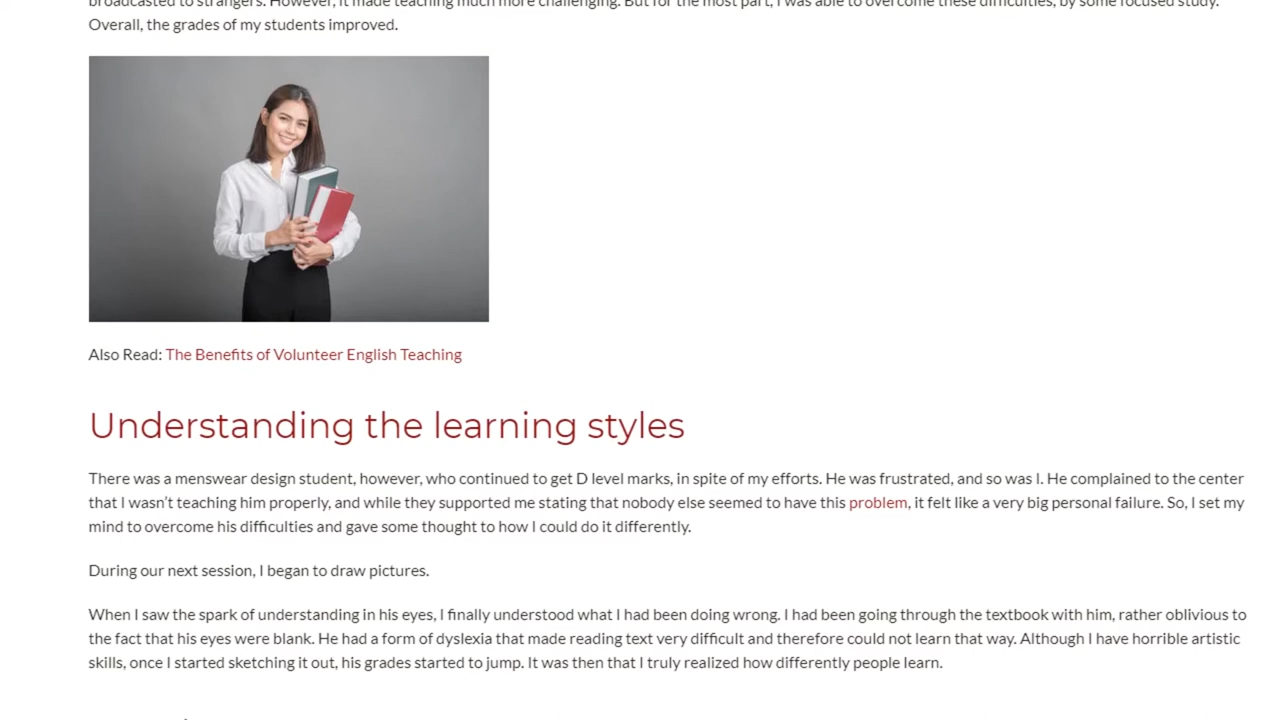 broadcasted to strangers. However, it made teaching much more challenging. But for the most part, I was able to overcome these difficulties, by some focused study.
Overall, the grades of my students improved.
Also Read: The Benefits of Volunteer English Teaching
Understanding the learning styles
There was a menswear design student, however, who continued to get D level marks, in spite of my efforts. He was frustrated, and so was I. He complained to the center
that I wasn't teaching him properly, and while they supported me stating that nobody else seemed to have this problem, it felt like a very big personal failure. So, I set my
mind to overcome his difficulties and gave some thought to how I could do it differently.
During our next session, I began to draw pictures.
When I saw the spark of understanding in his eyes, I finally understood what I had been doing wrong. I had been going through the textbook with him, rather oblivious to
the fact that his eyes were blank. He had a form of dyslexia that made reading text very difficult and therefore could not learn that way. Although I have horrible artistic
skills, once I started sketching it out, his grades started to jump. It was then that I truly realized how differently people learn.